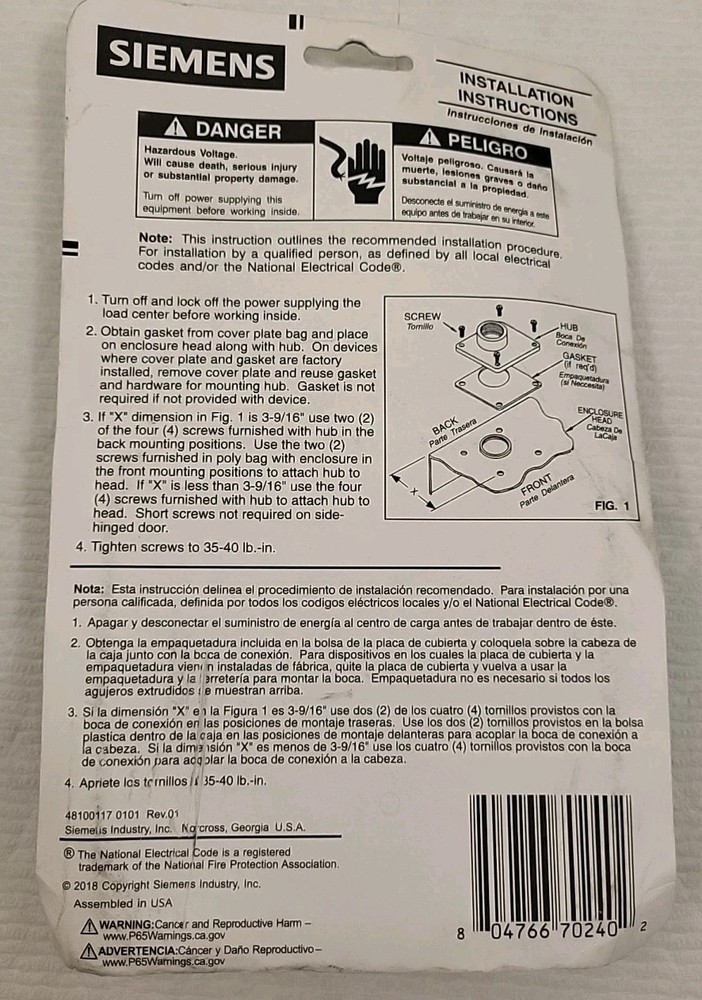 SIEMENS
INSTALLATION
INSTRUCTIONS
Instrucciones de Instalación
DANGER
Hazardous Voltage.
Will cause death, serious injury
or substantial property damage.
Turn off power supplying this
equipment before working inside.
PELIGRO
Voltaje peligroso. Causará la
muerte, lesiones graves o daño
substancial a la propiedad.
Desconecte el suministro de energía a este
equipo antes de trabajar en su interior.
Note: This instruction outlines the recommended installation procedure.
For installation by a qualified person, as defined by all local electrical
codes and/or the National Electrical Code®.
1. Turn off and lock off the power supplying the
load center before working inside.
2. Obtain gasket from cover plate bag and place
on enclosure head along with hub. On devices
where cover plate and gasket are factory
installed, remove cover plate and reuse gasket
and hardware for mounting hub. Gasket is not
required if not provided with device.
3. If "X" dimension in Fig. 1 is 3-9/16" use two (2)
of the four (4) screws furnished with hub in the
back mounting positions. Use the two (2)
screws furnished in poly bag with enclosure in
the front mounting positions to attach hub to
head. If "X" is less than 3-9/16" use the four
(4) screws furnished with hub to attach hub to
head. Short screws not required on side-
hinged door.
4. Tighten screws to 35-40 lb.-in.
SCREW
Tornillo
HUB
Boca De
Conexión
GASKET
(if req'd)
Empaquetadura
(si Neccesita)
ENCLOSURE
HEAD
Cabeza De
LaCaja
BACK
Parte Trasera
X
FRONT
Parte Delantera
FIG. 1
Nota: Esta instrucción delinea el procedimiento de instalación recomendado. Para instalación por una
persona calificada, definida por todos los codigos eléctricos locales y/o el National Electrical Code®.
1. Apagar y desconectar el suministro de energía al centro de carga antes de trabajar dentro de éste.
2. Obtenga la empaquetadura incluida en la bolsa de la placa de cubierta y coloquela sobre la cabeza de
la caja junto con la boca de conexión. Para dispositivos en los cuales la placa de cubierta y la
empaquetadura vienen instaladas de fábrica, quite la placa de cubierta y vuelva a usar la
empaquetadura y la ferretería para montar la boca. Empaquetadura no es necesario si todos los
agujeros extrudidos se muestran arriba.
3. Si la dimensión "X" en la Figura 1 es 3-9/16" use dos (2) de los cuatro (4) tornillos provistos con la
boca de conexión en las posiciones de montaje traseras. Use los dos (2) tornillos provistos en la bolsa
plastica dentro de la caja en las posiciones de montaje delanteras para acoplar la boca de conexión a
la cabeza. Si la dimensión "X" es menos de 3-9/16" use los cuatro (4) tornillos provistos con la boca
de conexión para acoplar la boca de conexión a la cabeza.
4. Apriete los tornillos a 35-40 lb.-in.
48100117 0101 Rev.01
Siemens Industry, Inc. Norcross, Georgia U.S.A.
® The National Electrical Code is a registered
trademark of the National Fire Protection Association.
© 2018 Copyright Siemens Industry, Inc.
Assembled in USA
WARNING:Cancer and Reproductive Harm –
www.P65Warnings.ca.gov
ADVERTENCIA:Cáncer y Daño Reproductivo–
www.P65Warnings.ca.gov
8 04766 70240 2